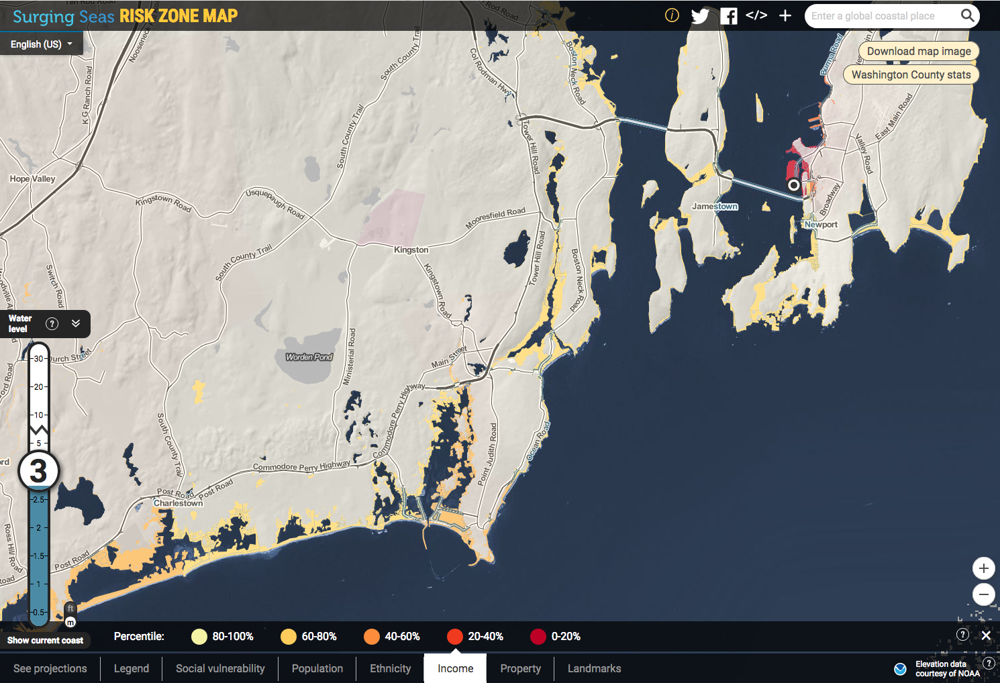 Ten Rod Road
Rod Road
Surging Seas RISK ZONE MAP
</>
Enter a global coastal place
English (US)
Download map image
Washington County stats
Nooseneck
K G Ranch Road
South County Trail
Col Rodman Hwy
Boston Neck Road
Burma Road
East Main Road
Valley Road
South County Trail
Tower Hill Road
Hope Valley
Kingstown Road
Usquepaugh Road
Mooresfield Road
Jamestown
Broadway
Newport
Kingston
South County Trail
Switch Road
Kingstown Road
Tower Hill Road
Boston Neck Road
Water
level
?
Church Street
Worden Pond
Ministerial Road
Main Street
Commodore Perry Highway
30
20
10
5
3
2.5
2
1.5
1
0.5
ft
m
South County Trail
Point Judith Road
Ocean Road
Commodore Perry Highway
Post Road
Post Road
Charlestown
Ross Hill Road
Post Road
Road
+
−
Show current coast
Percentile:
80-100%
60-80%
40-60%
20-40%
0-20%
?
See projections
Legend
Social vulnerability
Population
Ethnicity
Income
Property
Landmarks
Elevation data
courtesy of NOAA
?